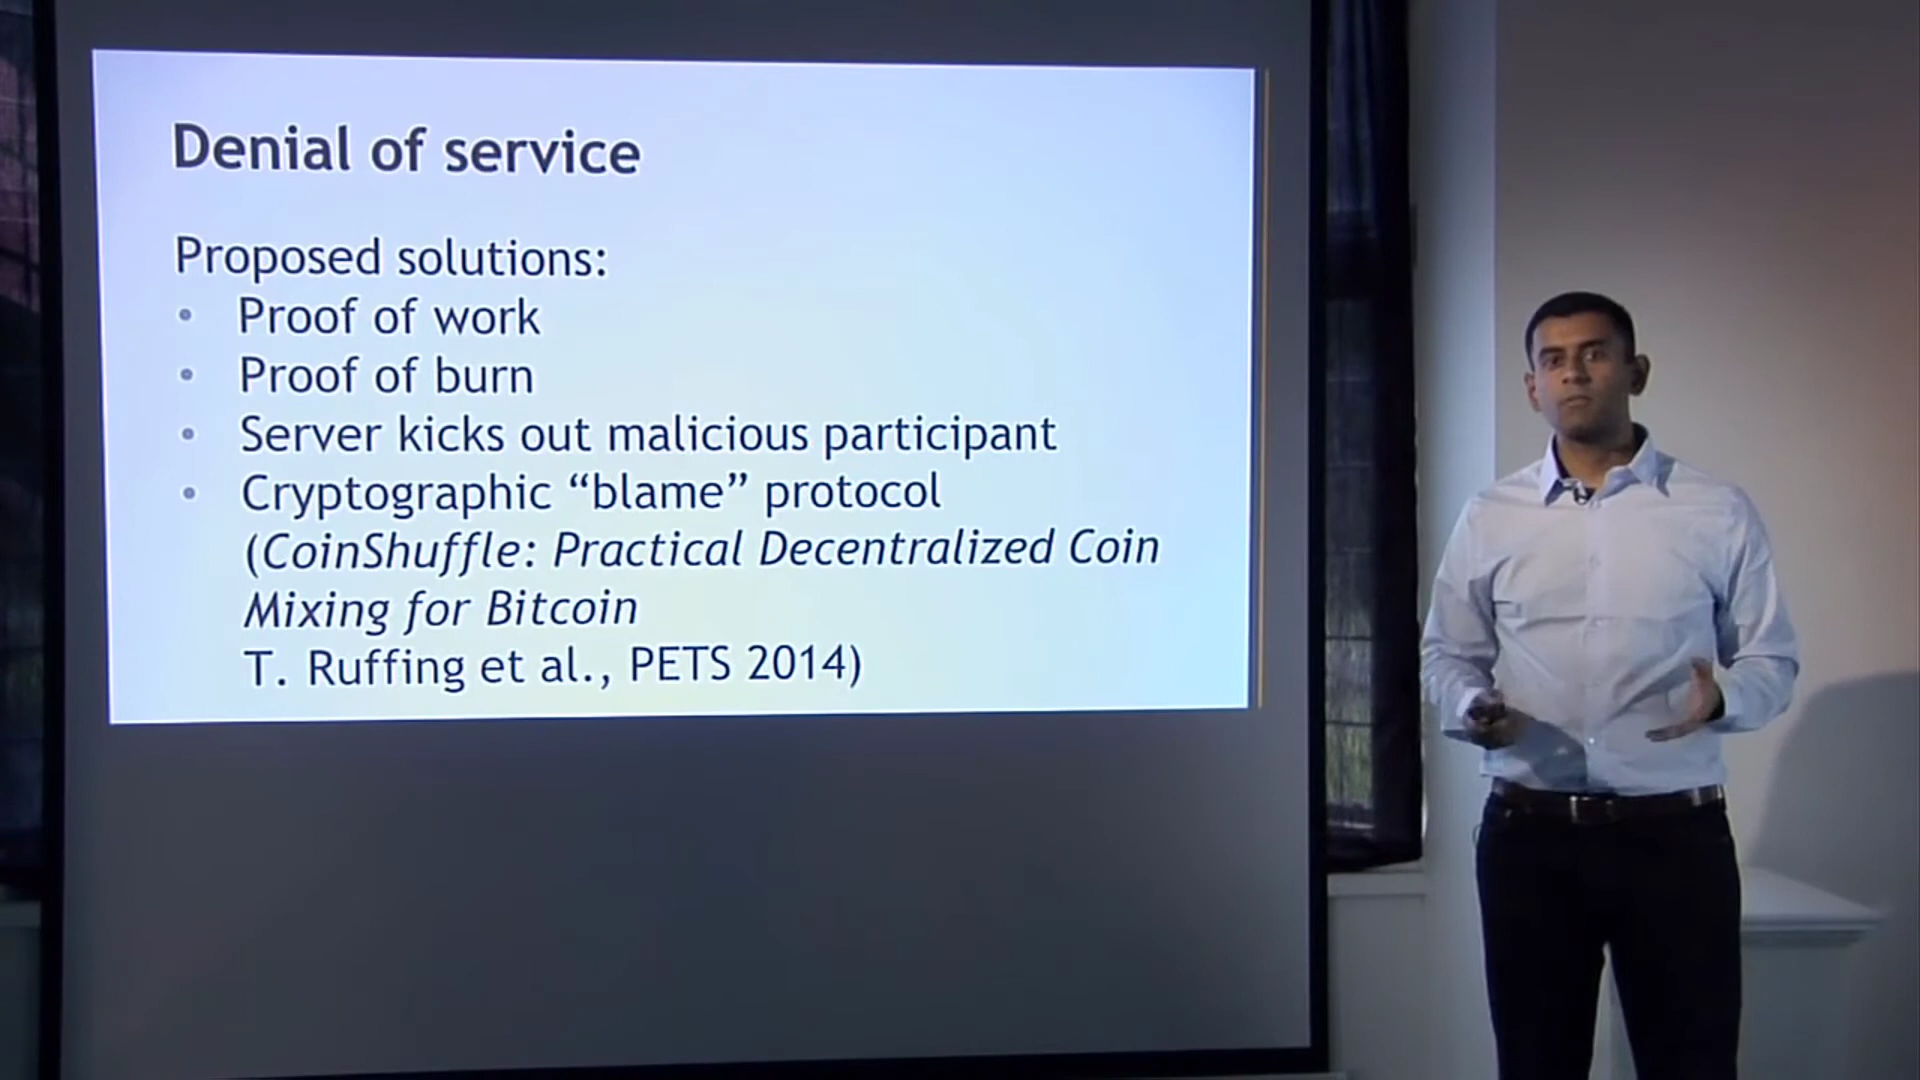 Denial of service
Proposed solutions:
• Proof of work
• Proof of burn
• Server kicks out malicious participant
• Cryptographic “blame” protocol
(CoinShuffle: Practical Decentralized Coin
Mixing for Bitcoin
T. Ruffing et al., PETS 2014)